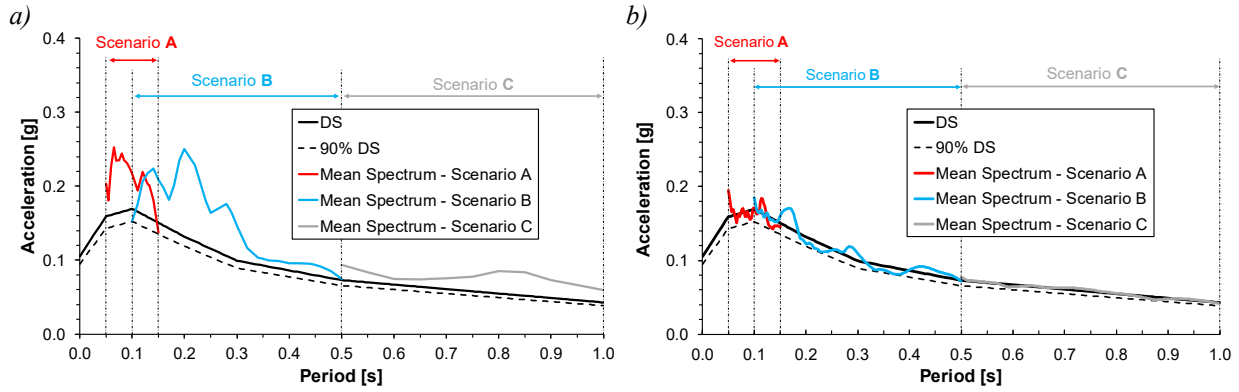 a)
Acceleration [g]
0.4
0.3
0.2
0.1
0.0
Scenario A
Scenario B
Scenario C
DS
90% DS
Mean Spectrum - Scenario A
Mean Spectrum - Scenario B
Mean Spectrum - Scenario C
0.0 0.1 0.2 0.3 0.4 0.5 0.6 0.7 0.8 0.9 1.0
Period [s]
b)
Acceleration [g]
0.4
0.3
0.2
0.1
0.0
Scenario A
Scenario B
Scenario C
DS
90% DS
Mean Spectrum - Scenario A
Mean Spectrum - Scenario B
Mean Spectrum - Scenario C
0.0 0.1 0.2 0.3 0.4 0.5 0.6 0.7 0.8 0.9 1.0
Period [s]